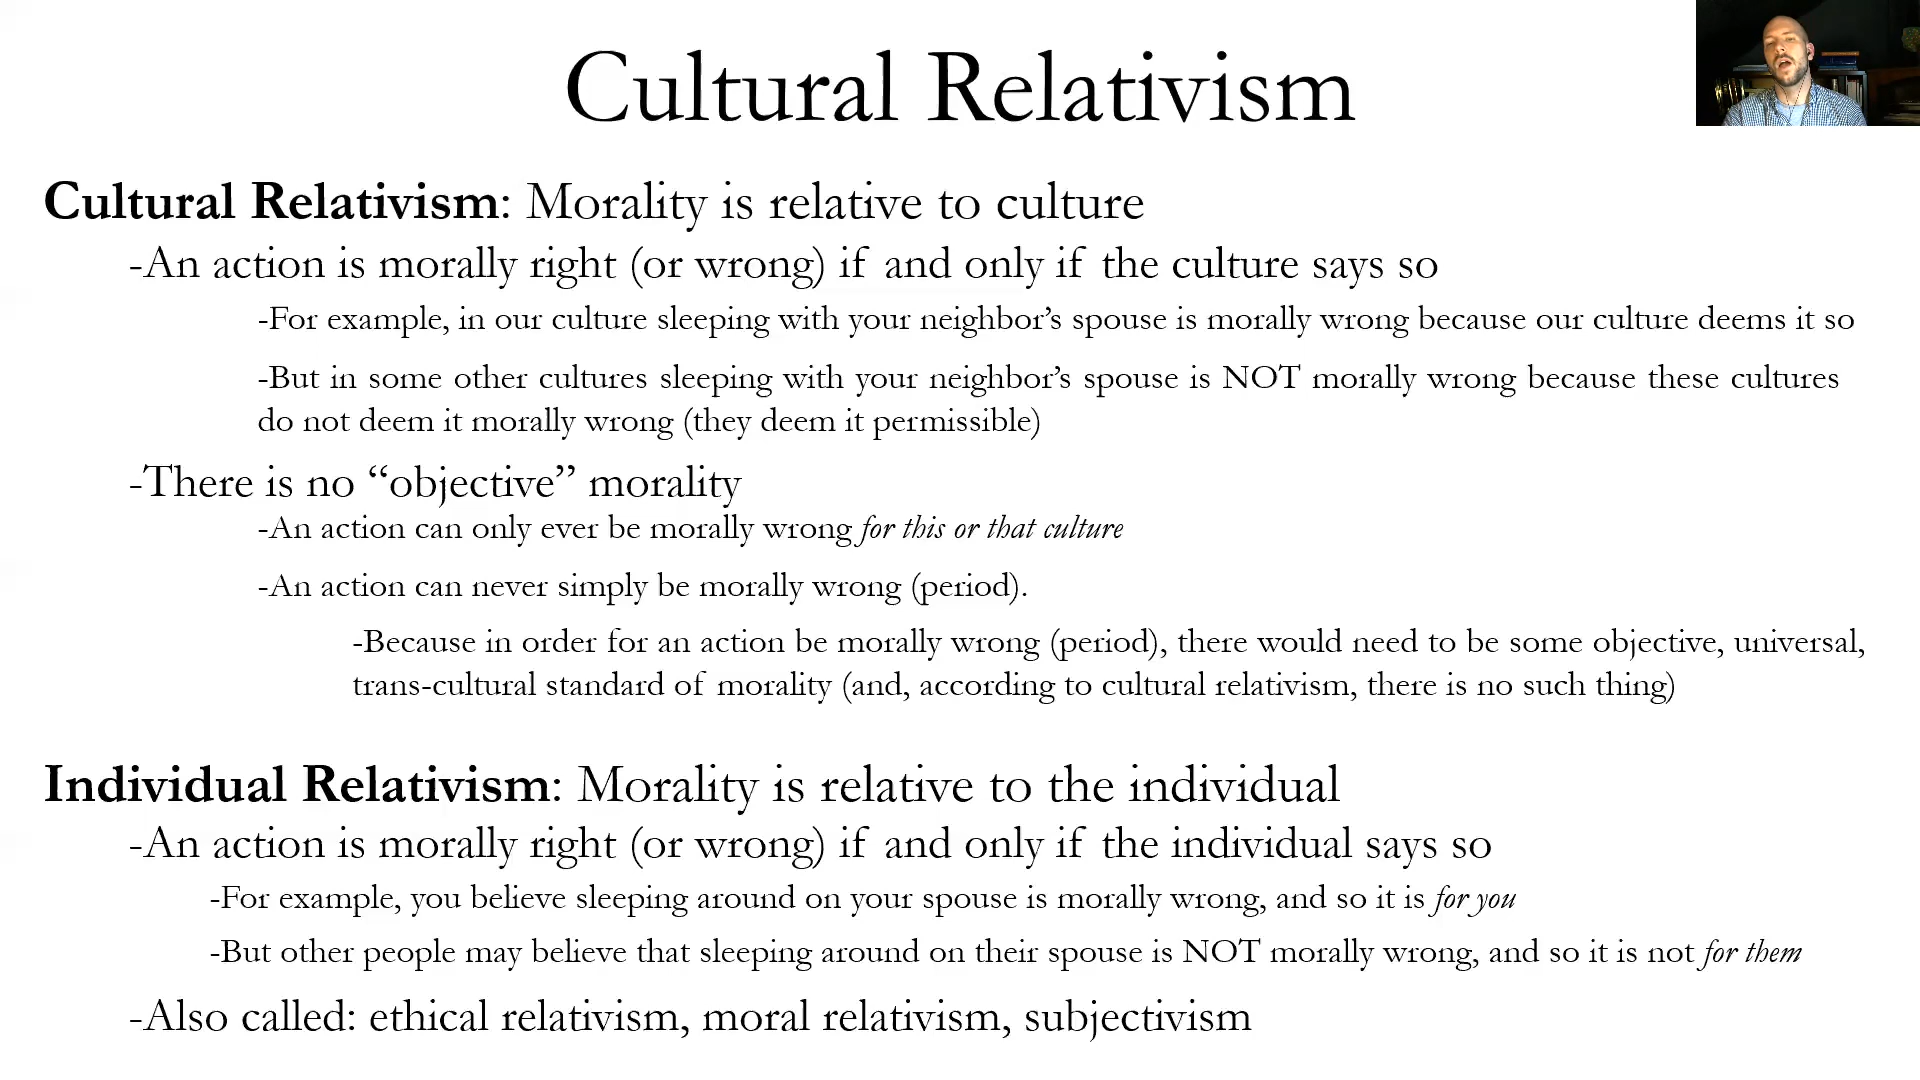 Cultural Relativism
Cultural Relativism: Morality is relative to culture
-An action is morally right (or wrong) if and only if the culture says so
-For example, in our culture sleeping with your neighbor’s spouse is morally wrong because our culture deems it so
-But in some other cultures sleeping with your neighbor’s spouse is NOT morally wrong because these cultures
do not deem it morally wrong (they deem it permissible)
-There is no “objective” morality
-An action can only ever be morally wrong for this or that culture
-An action can never simply be morally wrong (period).
-Because in order for an action be morally wrong (period), there would need to be some objective, universal,
trans-cultural standard of morality (and, according to cultural relativism, there is no such thing)
Individual Relativism: Morality is relative to the individual
-An action is morally right (or wrong) if and only if the individual says so
-For example, you believe sleeping around on your spouse is morally wrong, and so it is for you
-But other people may believe that sleeping around on their spouse is NOT morally wrong, and so it is not for them
-Also called: ethical relativism, moral relativism, subjectivism